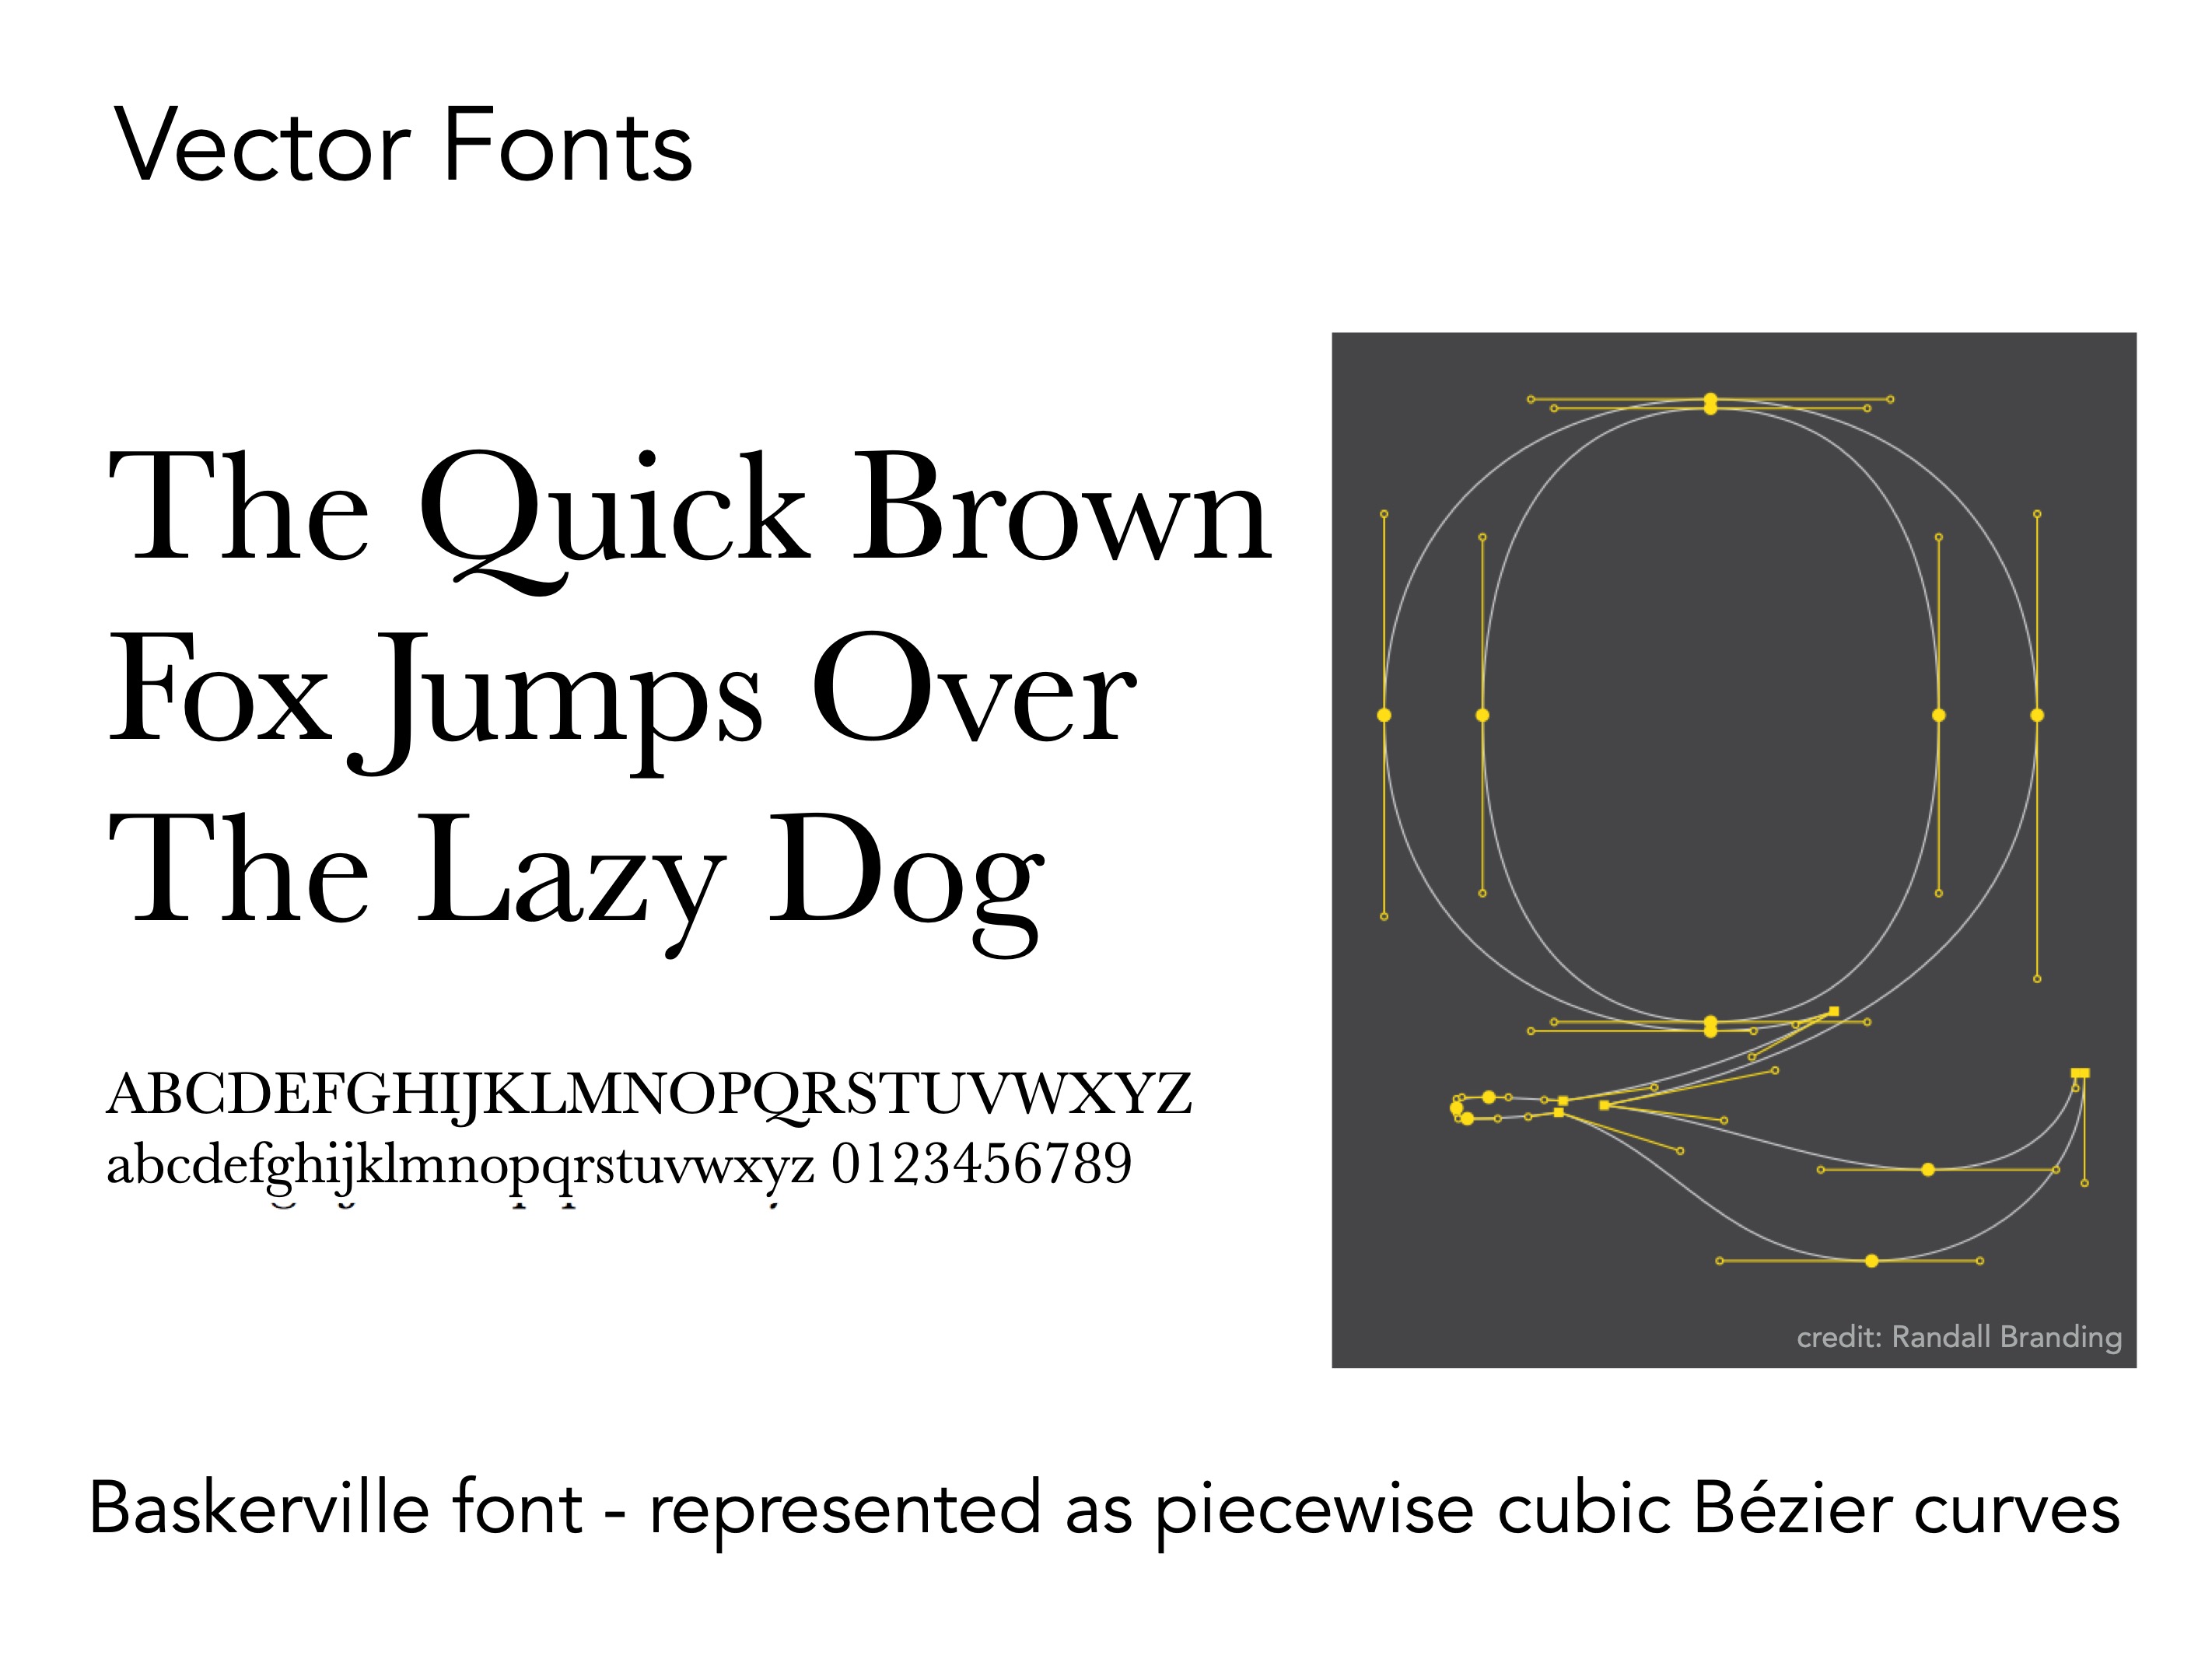 Vector Fonts
The Quick Brown
Fox Jumps Over
The Lazy Dog
ABCDEFGHIJKLMNOPQRSTUVWXYZ
abcdefghijklmnopqrstuvwxyz 0123456789
credit: Randall Branding
Baskerville font - represented as piecewise cubic Bézier curves